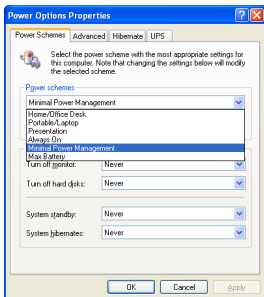 Power Options Properties
Power Schemes Advanced Hibernate UPS
Select the power scheme with the most appropriate settings for
this computer. Note that changing the settings below will modify
the selected scheme.
Power schemes
Minimal Power Management
Home/Office Desk
Portable/Laptop
Presentation
Always On
Minimal Power Management
Max Battery
Turn off monitor: Never
Turn off hard disks: Never
System standby: Never
System hibernates: Never
OK Cancel Apply